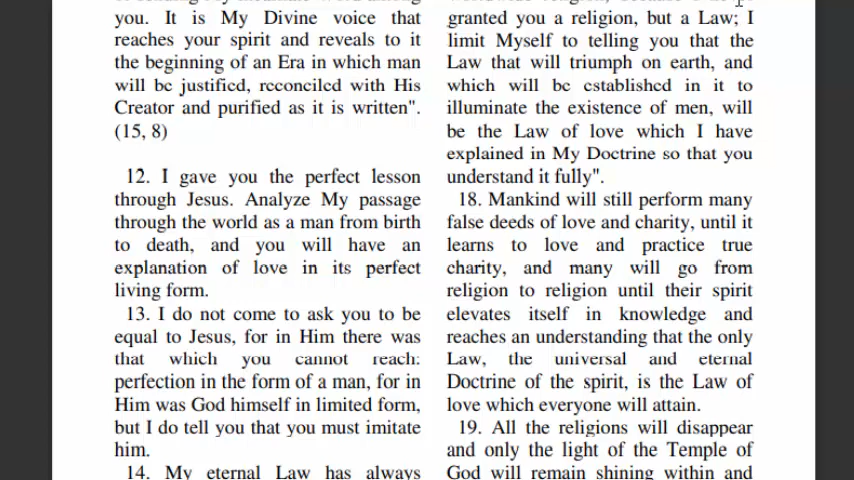 you. It is My Divine voice that
reaches your spirit and reveals to it
the beginning of an Era in which man
will be justified, reconciled with His
Creator and purified as it is written".
(15, 8)
12. I gave you the perfect lesson
through Jesus. Analyze My passage
through the world as a man from birth
to death, and you will have an
explanation of love in its perfect
living form.
13. I do not come to ask you to be
equal to Jesus, for in Him there was
that which you cannot reach:
perfection in the form of a man, for in
Him was God himself in limited form,
but I do tell you that you must imitate
him.
14. My eternal Law has always
granted you a religion, but a Law; I
limit Myself to telling you that the
Law that will triumph on earth, and
which will be established in it to
illuminate the existence of men, will
be the Law of love which I have
explained in My Doctrine so that you
understand it fully".
18. Mankind will still perform many
false deeds of love and charity, until it
learns to love and practice true
charity, and many will go from
religion to religion until their spirit
elevates itself in knowledge and
reaches an understanding that the only
Law, the universal and eternal
Doctrine of the spirit, is the Law of
love which everyone will attain.
19. All the religions will disappear
and only the light of the Temple of
God will remain shining within and